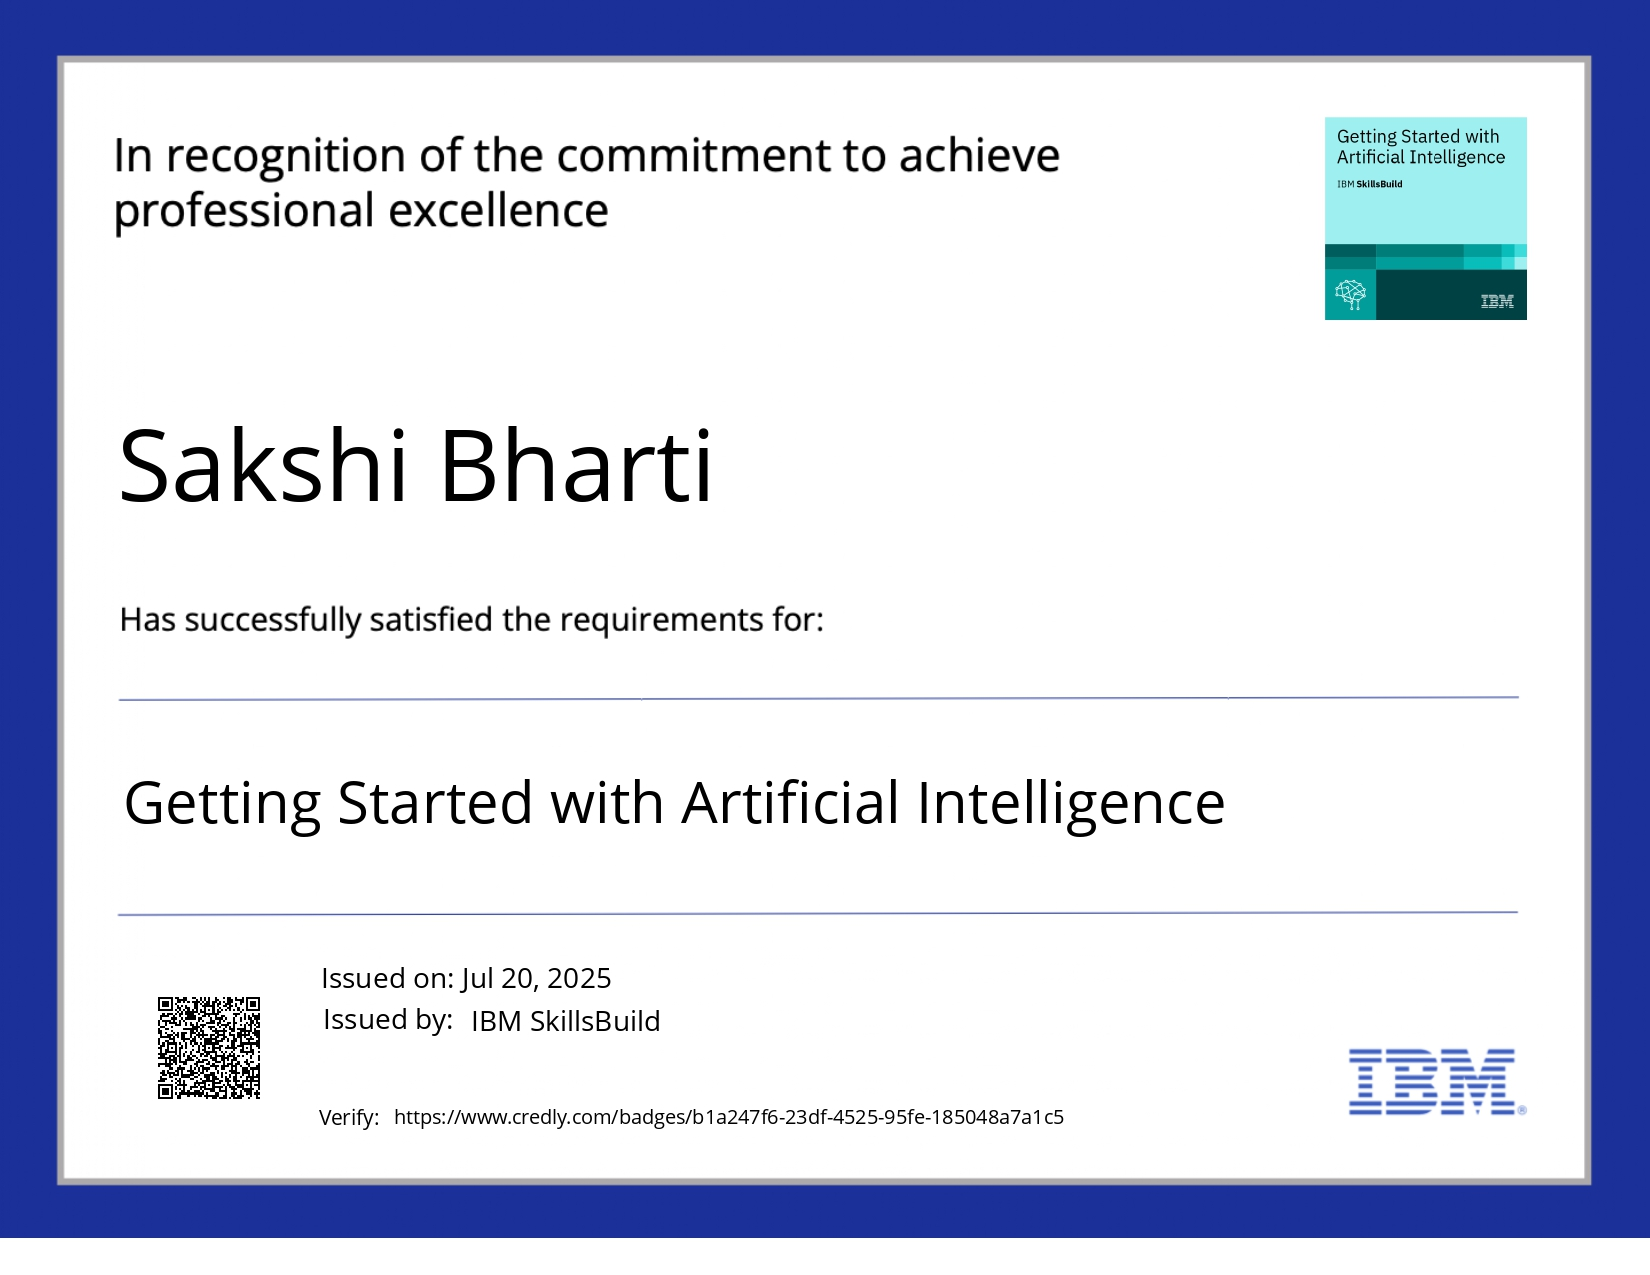 In recognition of the commitment to achieve
professional excellence
Getting Started with
Artificial Intelligence
IBM SkillsBuild
IBM
Sakshi Bharti
Has successfully satisfied the requirements for:
Getting Started with Artificial Intelligence
Issued on: Jul 20, 2025
Issued by: IBM SkillsBuild
Verify: https://www.credly.com/badges/b1a247f6-23df-4525-95fe-185048a7a1c5
IBM®